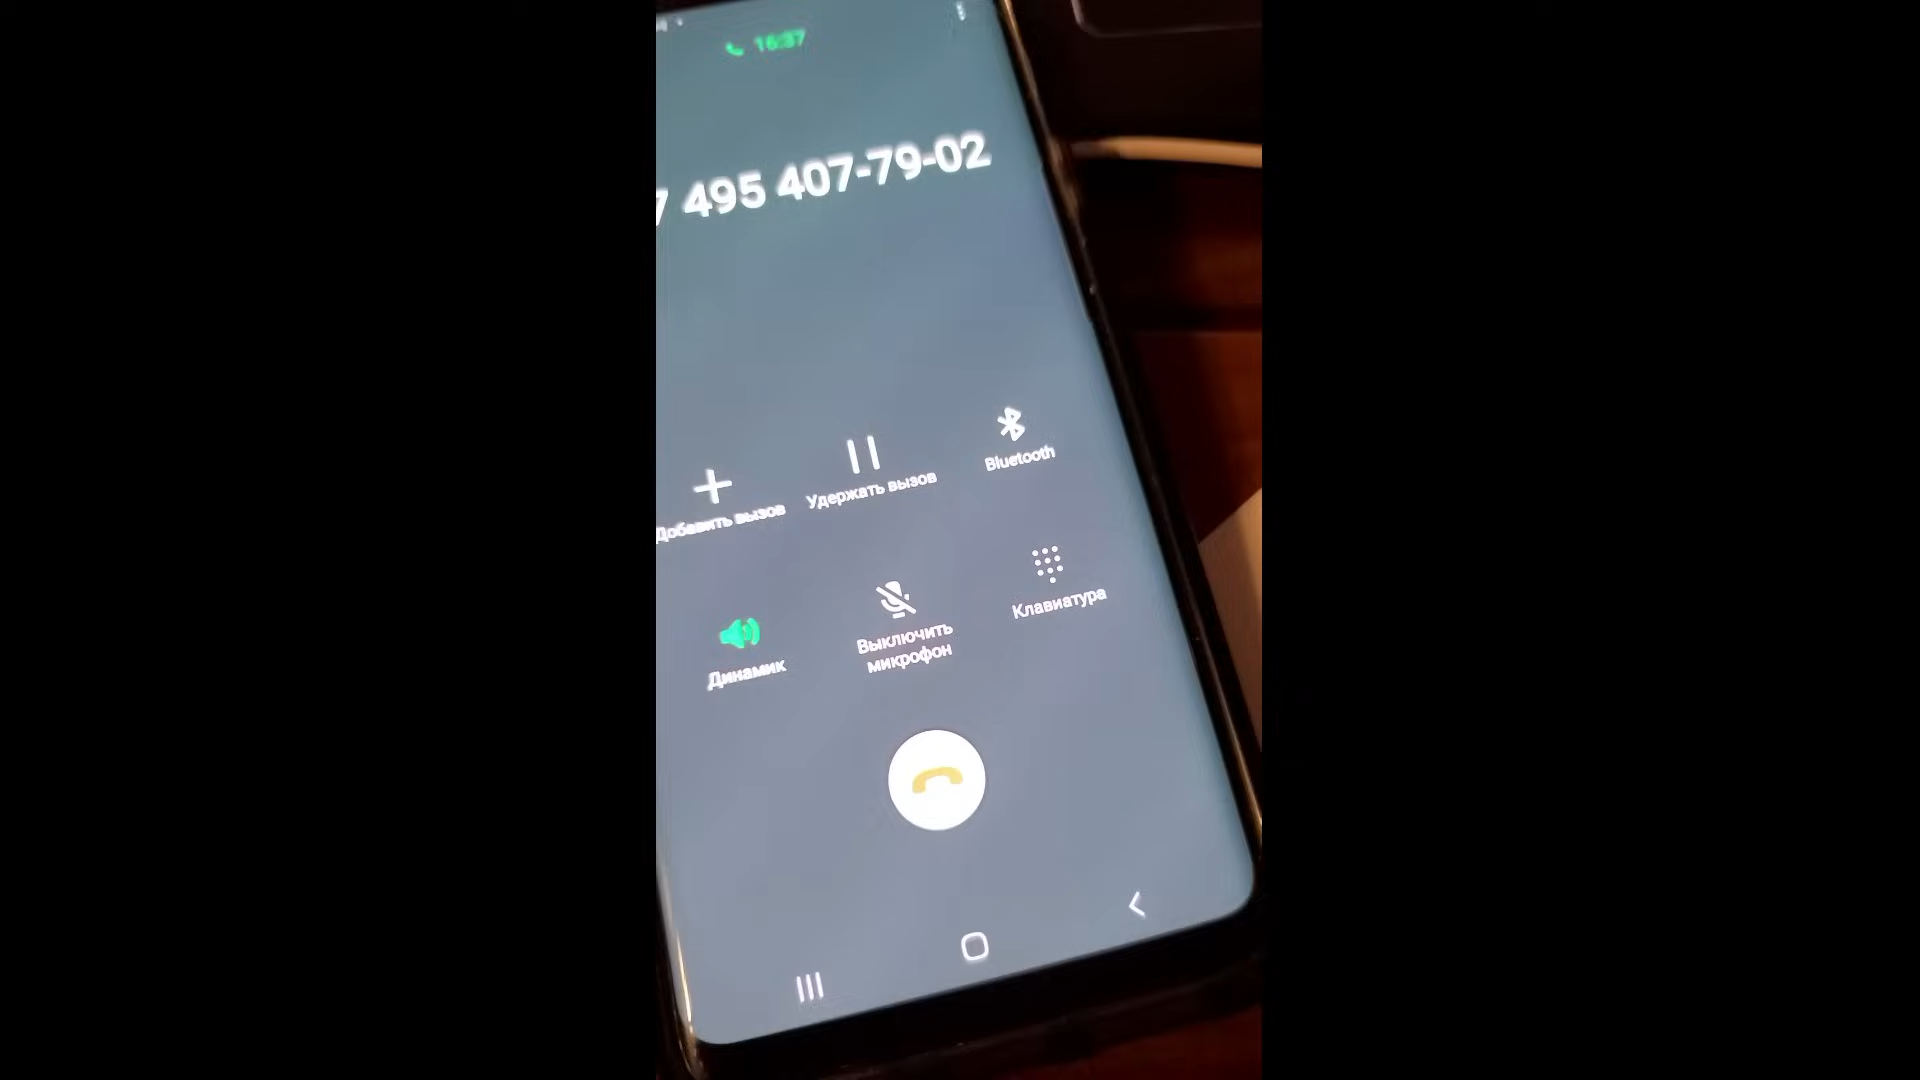 16:37
7 495 407-79-02
Добавить вызов
Удержать вызов
Bluetooth
Динамик
Выключить
микрофон
Клавиатура